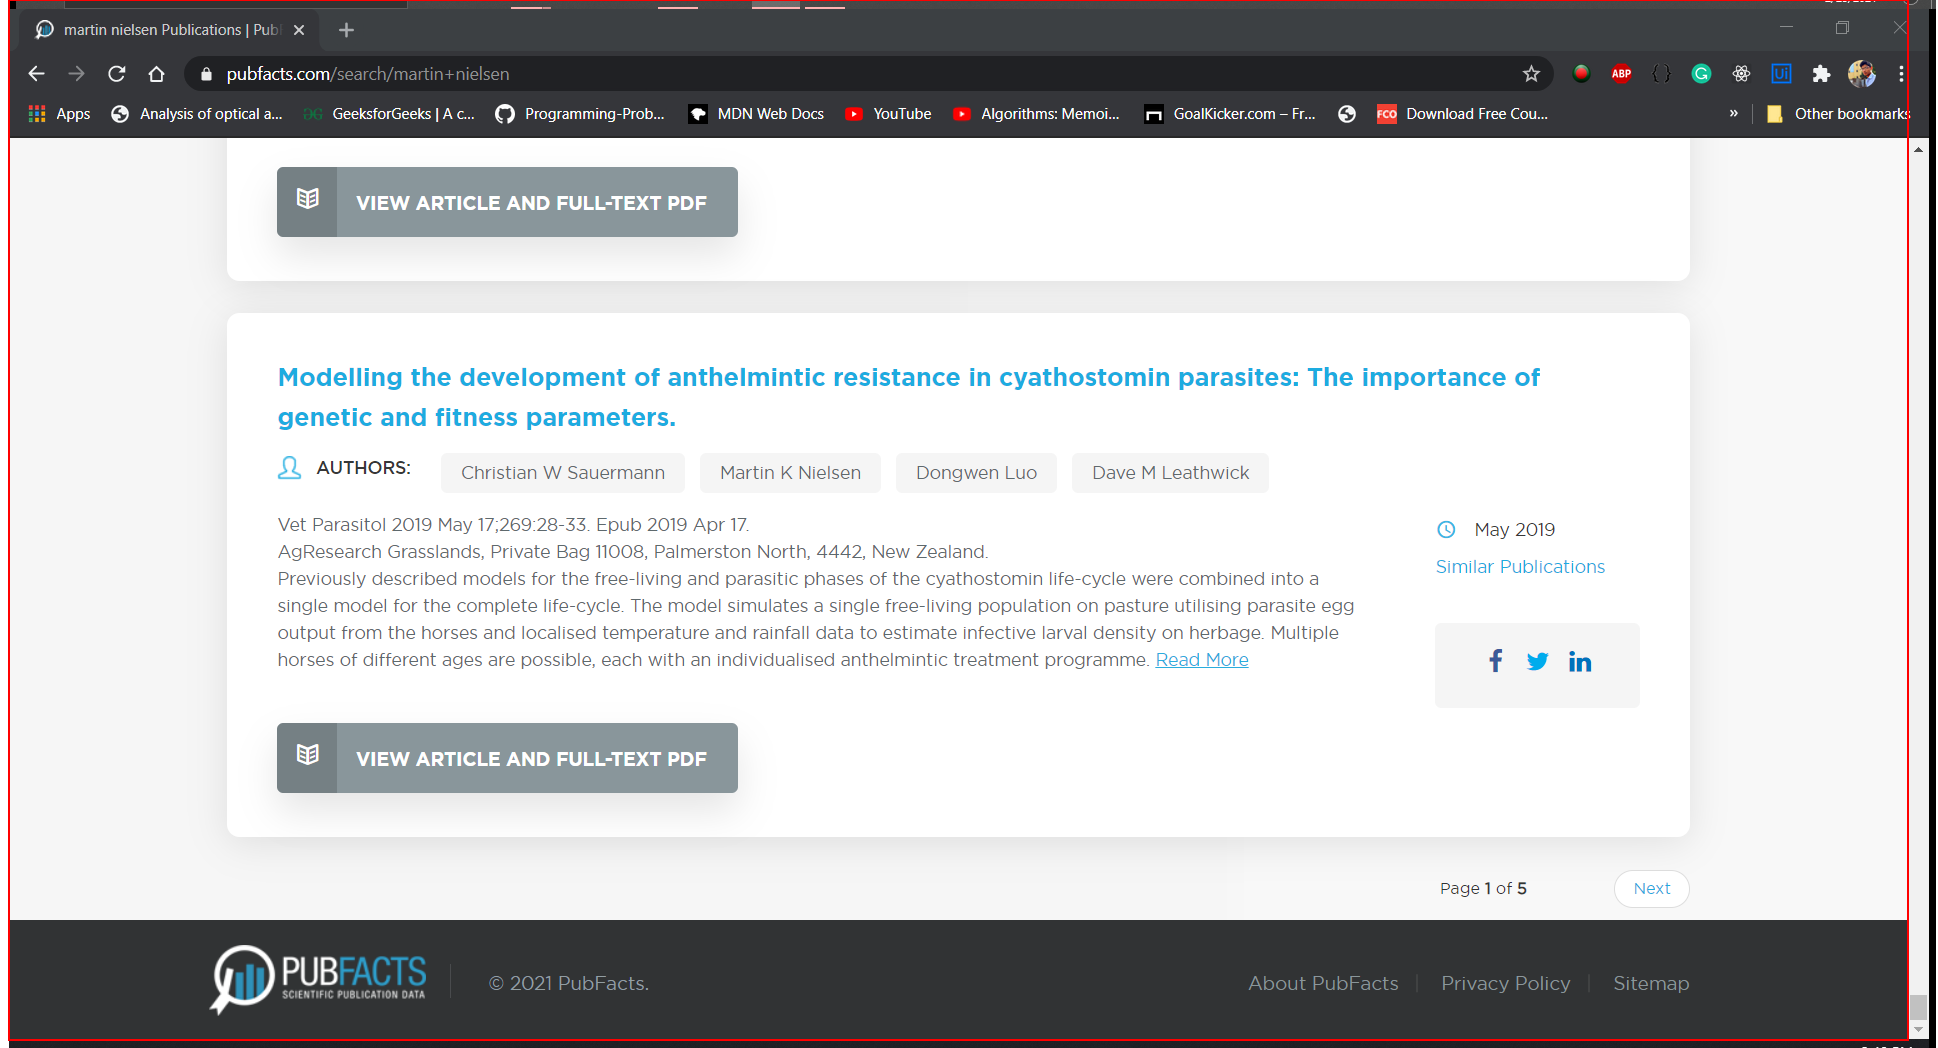 martin nielsen Publications | Pub
pubfacts.com/search/martin+nielsen
ABP
{ }
G
Ui
Apps
Analysis of optical a...
GeeksforGeeks | A c...
Programming-Prob...
MDN Web Docs
YouTube
Algorithms: Memoi...
GoalKicker.com – Fr...
FCO
Download Free Cou...
»
Other bookmarks
VIEW ARTICLE AND FULL-TEXT PDF
Modelling the development of anthelmintic resistance in cyathostomin parasites: The importance of
genetic and fitness parameters.
AUTHORS:
Christian W Sauermann
Martin K Nielsen
Dongwen Luo
Dave M Leathwick
Vet Parasitol 2019 May 17;269:28-33. Epub 2019 Apr 17.
AgResearch Grasslands, Private Bag 11008, Palmerston North, 4442, New Zealand.
Previously described models for the free-living and parasitic phases of the cyathostomin life-cycle were combined into a
single model for the complete life-cycle. The model simulates a single free-living population on pasture utilising parasite egg
output from the horses and localised temperature and rainfall data to estimate infective larval density on herbage. Multiple
horses of different ages are possible, each with an individualised anthelmintic treatment programme. Read More
May 2019
Similar Publications
f
in
VIEW ARTICLE AND FULL-TEXT PDF
Page 1 of 5
Next
PUBFACTS
SCIENTIFIC PUBLICATION DATA
© 2021 PubFacts.
About PubFacts
Privacy Policy
Sitemap